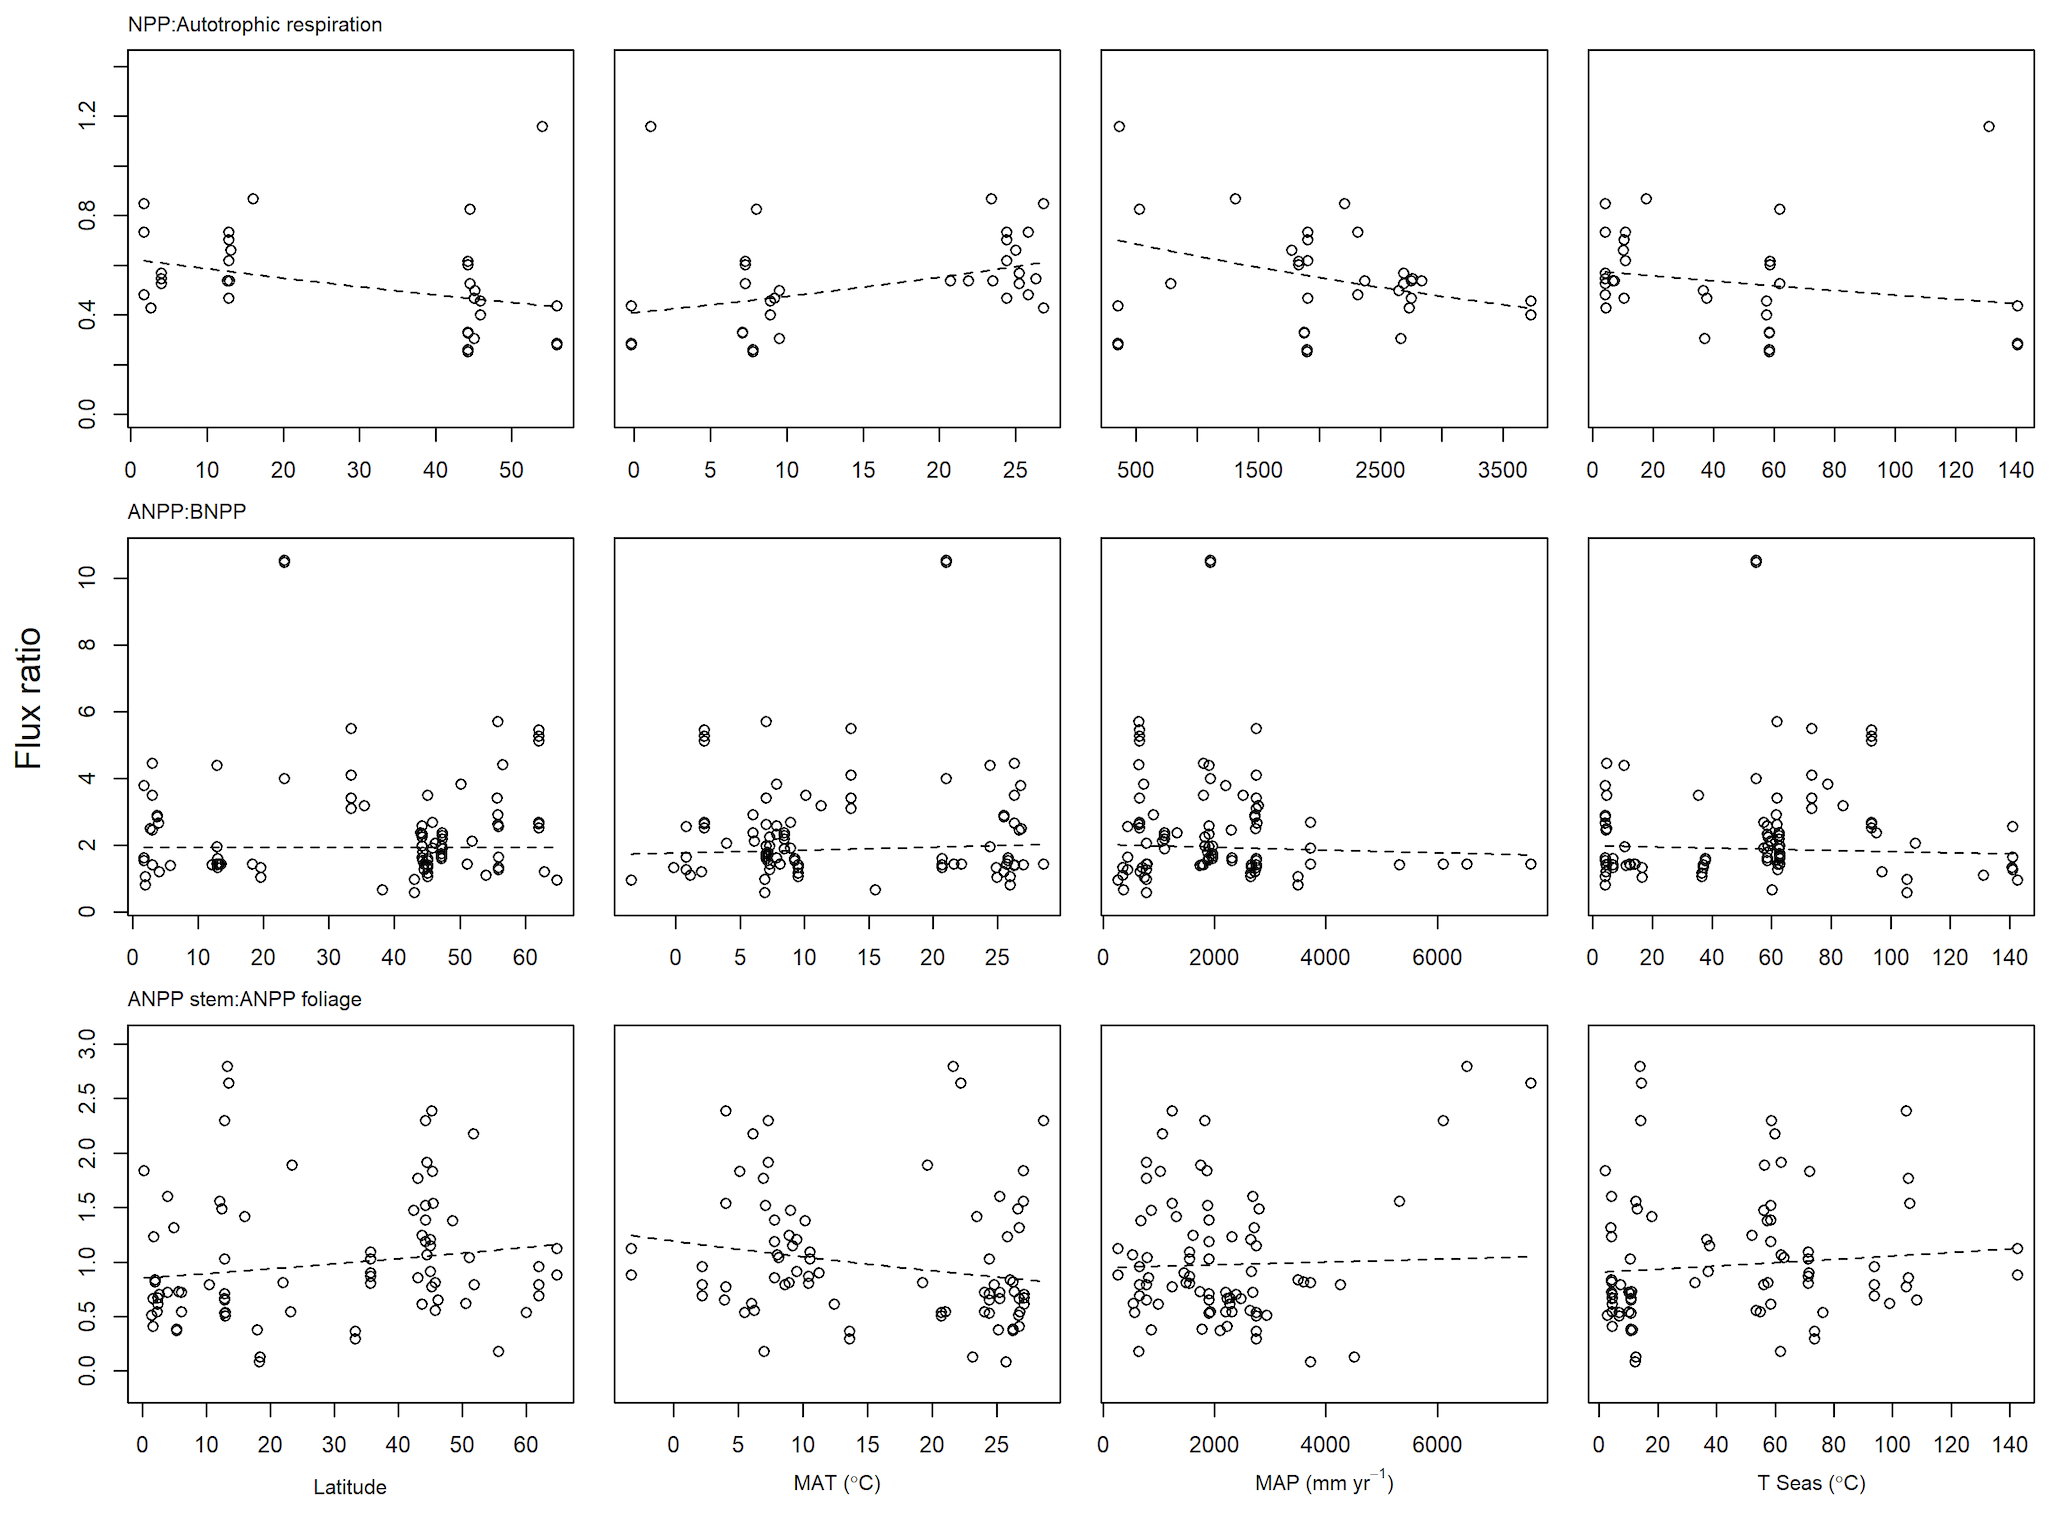 NPP:Autotrophic respiration
0.0 0.4 0.8 1.2
0 10 20 30 40 50
0 5 10 15 20 25
500 1500 2500 3500
0 20 40 60 80 100 120 140
ANPP:BNPP
Flux ratio
0 2 4 6 8 10
0 10 20 30 40 50 60
0 5 10 15 20 25
0 2000 4000 6000
0 20 40 60 80 100 120 140
ANPP stem:ANPP foliage
0.0 0.5 1.0 1.5 2.0 2.5 3.0
0 10 20 30 40 50 60
0 5 10 15 20 25
0 2000 4000 6000
0 20 40 60 80 100 120 140
Latitude
MAT (°C)
MAP (mm yr⁻¹)
T Seas (°C)